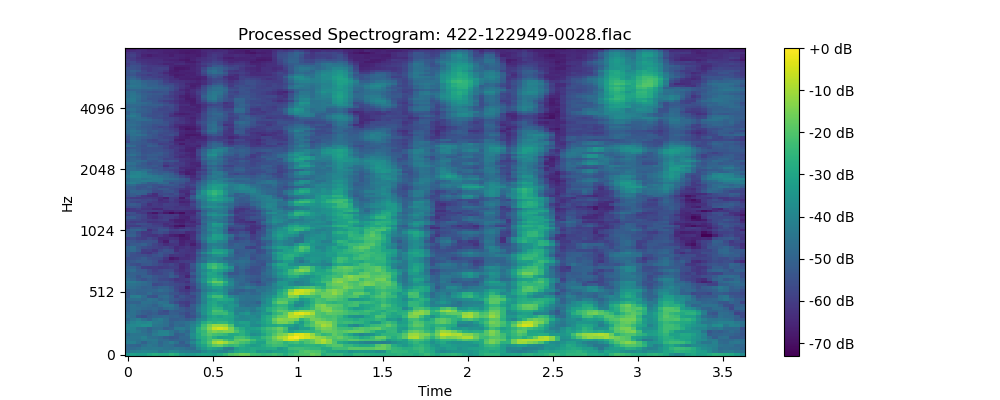 Processed Spectrogram: 422-122949-0028.flac
+0 dB
-10 dB
-20 dB
-30 dB
-40 dB
-50 dB
-60 dB
-70 dB
4096
2048
1024
512
0
Hz
0 0.5 1 1.5 2 2.5 3 3.5
Time